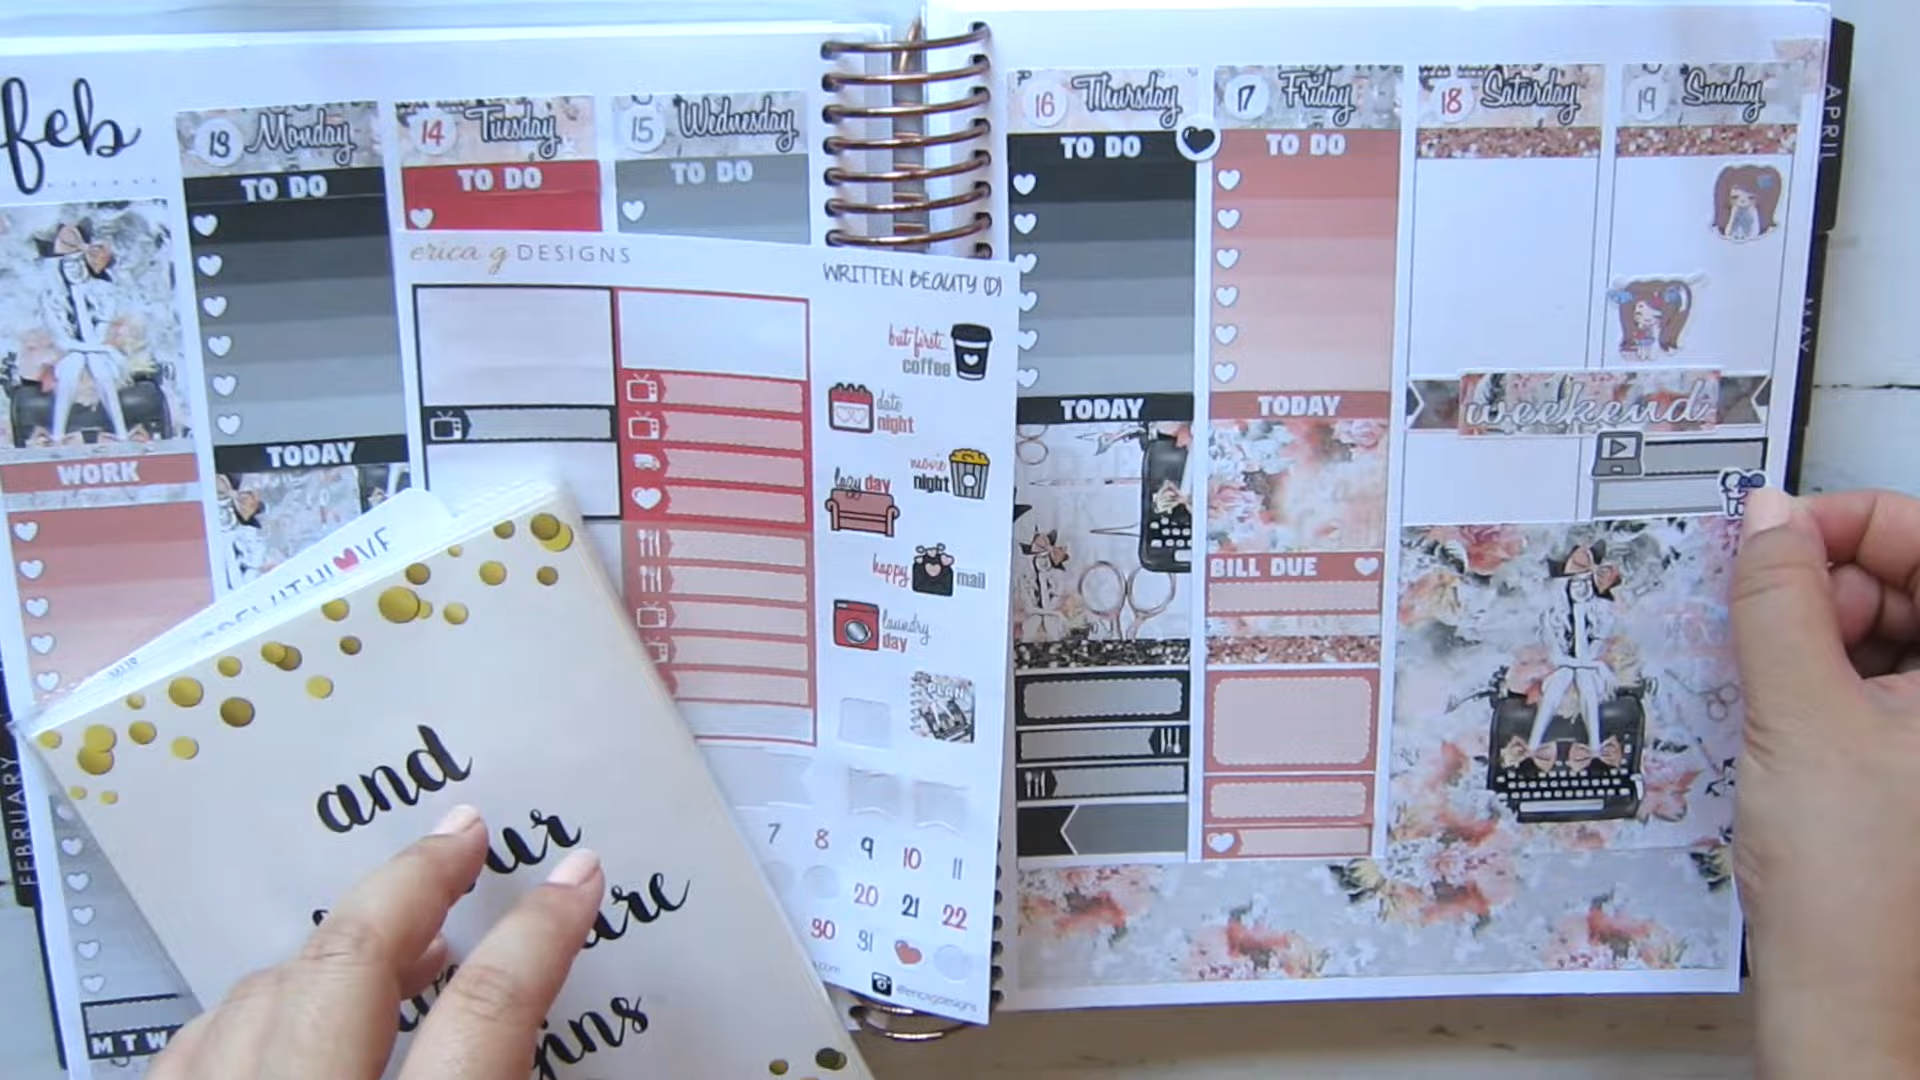 feb
13 Monday
14 Tuesday
15 Wednesday
16 Thursday
17 Friday
18 Saturday
19 Sunday
TO DO
TO DO
TO DO
TO DO
TO DO
WORK
TODAY
TODAY
TODAY
BILL DUE
weekend
erica g DESIGNS
WRITTEN BEAUTY (D)
but first..
coffee
date
night
movie
night
lazy day
happy mail
laundry
day
PLAN
7 8 9 10 11
20 21 22
30 31
@ericagdesigns
and
M T W
FEBRUARY
APRIL
MAY